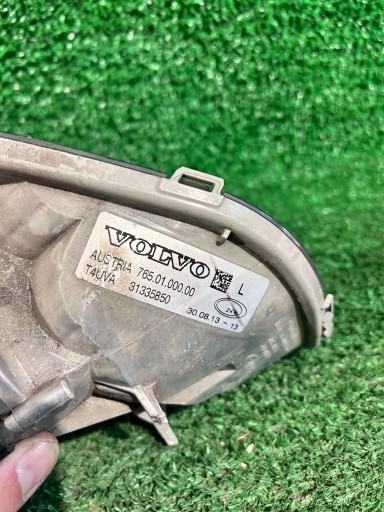 VOLVO
AUSTRIA 765.01.000.00
T4UVA 31335850
L
30.08.13 - 13